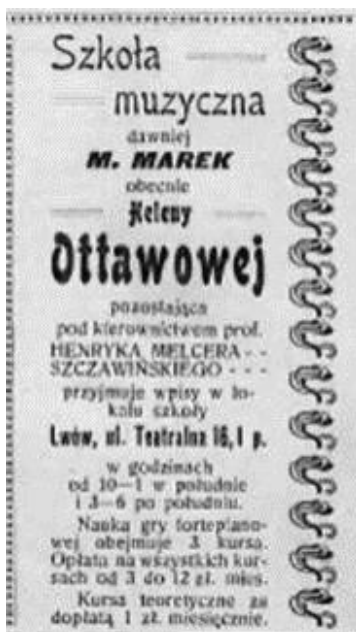 Szkoła
muzyczna
dawniej
M. MAREK
obecnie
Heleny
Ottawowej
pozostająca
pod kierownictwem prof.
HENRYKA MELCERA - -
SZCZAWIŃSKIEGO - - -
przyjmuje wpisy w lo-
kalu szkoły
Lwów, ul. Teatralna 16, I p.
w godzinach
od 10—1 w południe
i 3—6 po południu.
Nauka gry fortepiano-
wej obejmuje 3 kursa.
Opłata na wszystkich kur-
sach od 3 do 12 zł. mies.
Kursa teoretyczne za
dopłatą 1 zł. miesięcznie.